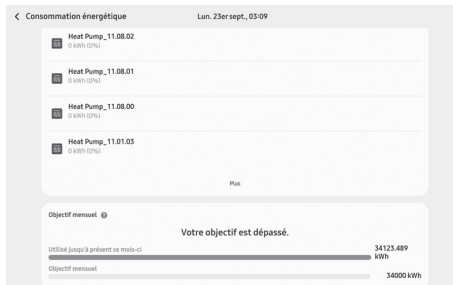 Consommation énergétique
Lun. 23er sept., 03:09
Heat Pump_11.08.02
0 kWh (0%)
Heat Pump_11.08.01
0 kWh (0%)
Heat Pump_11.08.00
0 kWh (0%)
Heat Pump_11.01.03
0 kWh (0%)
Plus
Objectif mensuel ?
Votre objectif est dépassé.
Utilisé jusqu'à présent ce mois-ci
34123.489
kWh
Objectif mensuel
34000 kWh